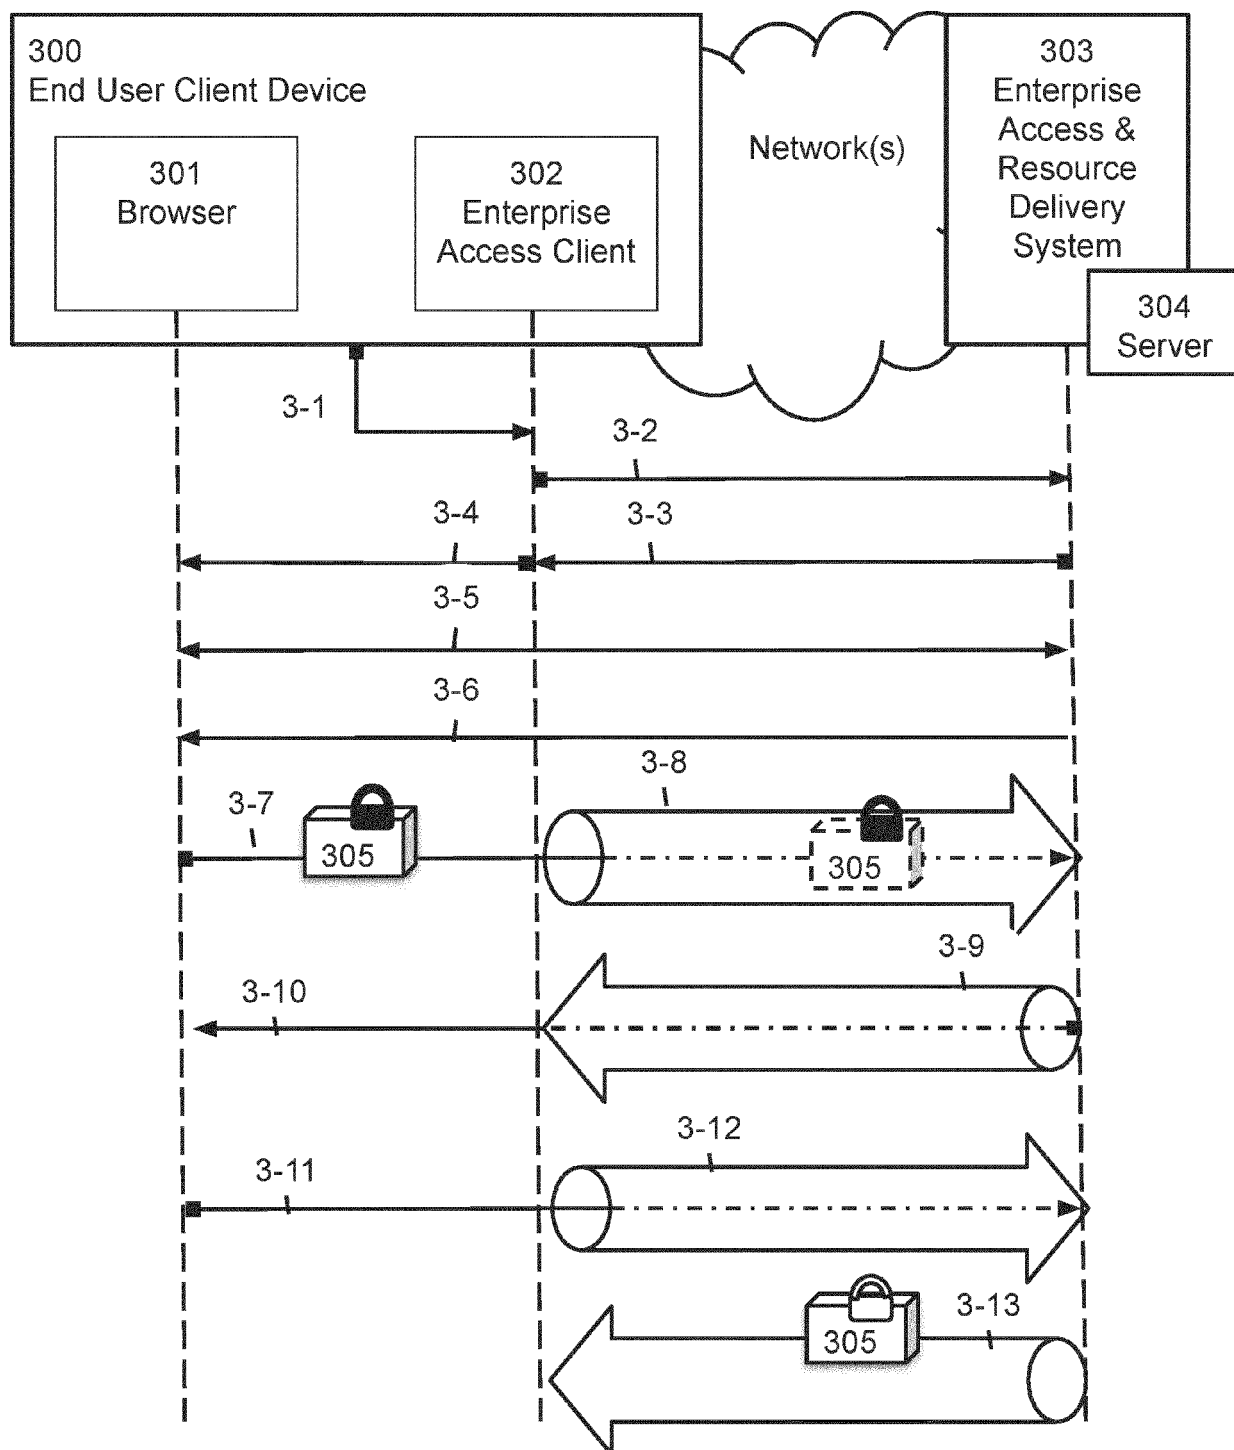 300
End User Client Device
301
Browser
302
Enterprise
Access Client
Network(s)
303
Enterprise
Access &
Resource
Delivery
System
304
Server
3-1
3-2
3-4
3-3
3-5
3-6
3-7
305
3-8
305
3-9
3-10
3-11
3-12
305
3-13